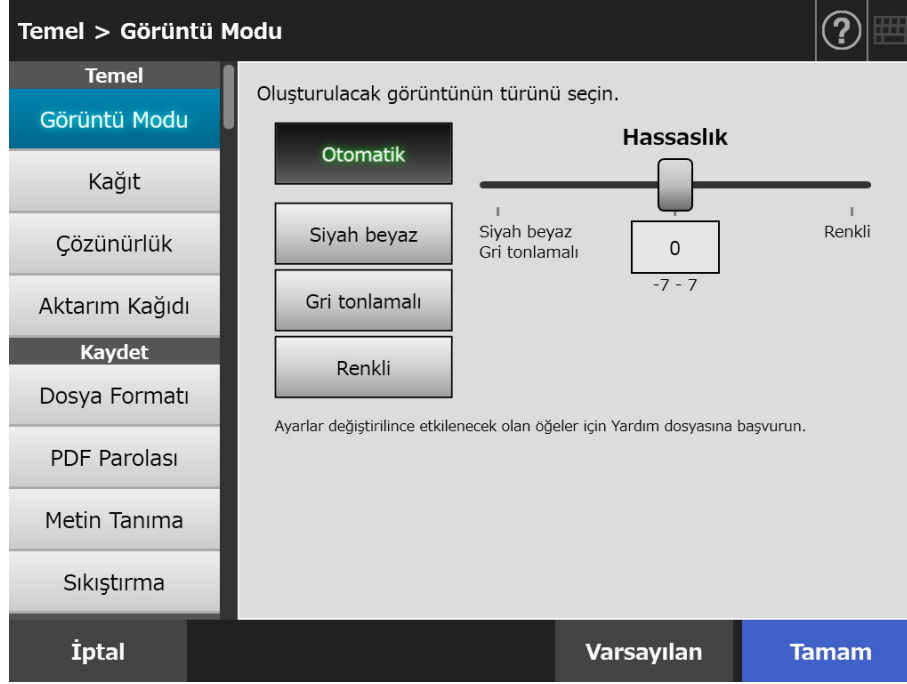 Temel > Görüntü Modu
?
Temel
Görüntü Modu
Kağıt
Çözünürlük
Aktarım Kağıdı
Kaydet
Dosya Formatı
PDF Parolası
Metin Tanıma
Sıkıştırma
Oluşturulacak görüntünün türünü seçin.
Otomatik
Siyah beyaz
Gri tonlamalı
Renkli
Hassaslık
Siyah beyaz
Gri tonlamalı
Renkli
0
-7 - 7
Ayarlar değiştirilince etkilenecek olan öğeler için Yardım dosyasına başvurun.
İptal
Varsayılan
Tamam